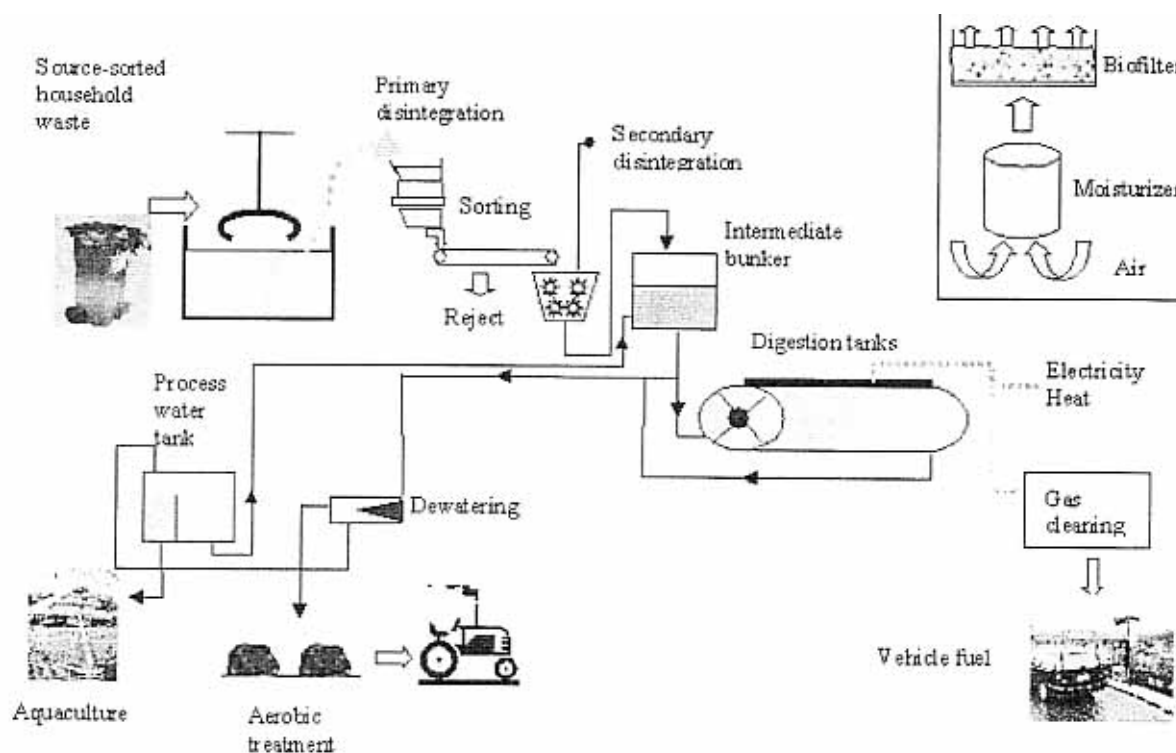 Source-sorted
household
waste
Primary
disintegration
Secondary
disintegration
Sorting
Reject
Intermediate
bunker
Biofilter
Moisturizer
Air
Digestion tanks
Electricity
Heat
Process
water
tank
Dewatering
Gas
cleaning
Aquaculture
Aerobic
treatment
Vehicle fuel